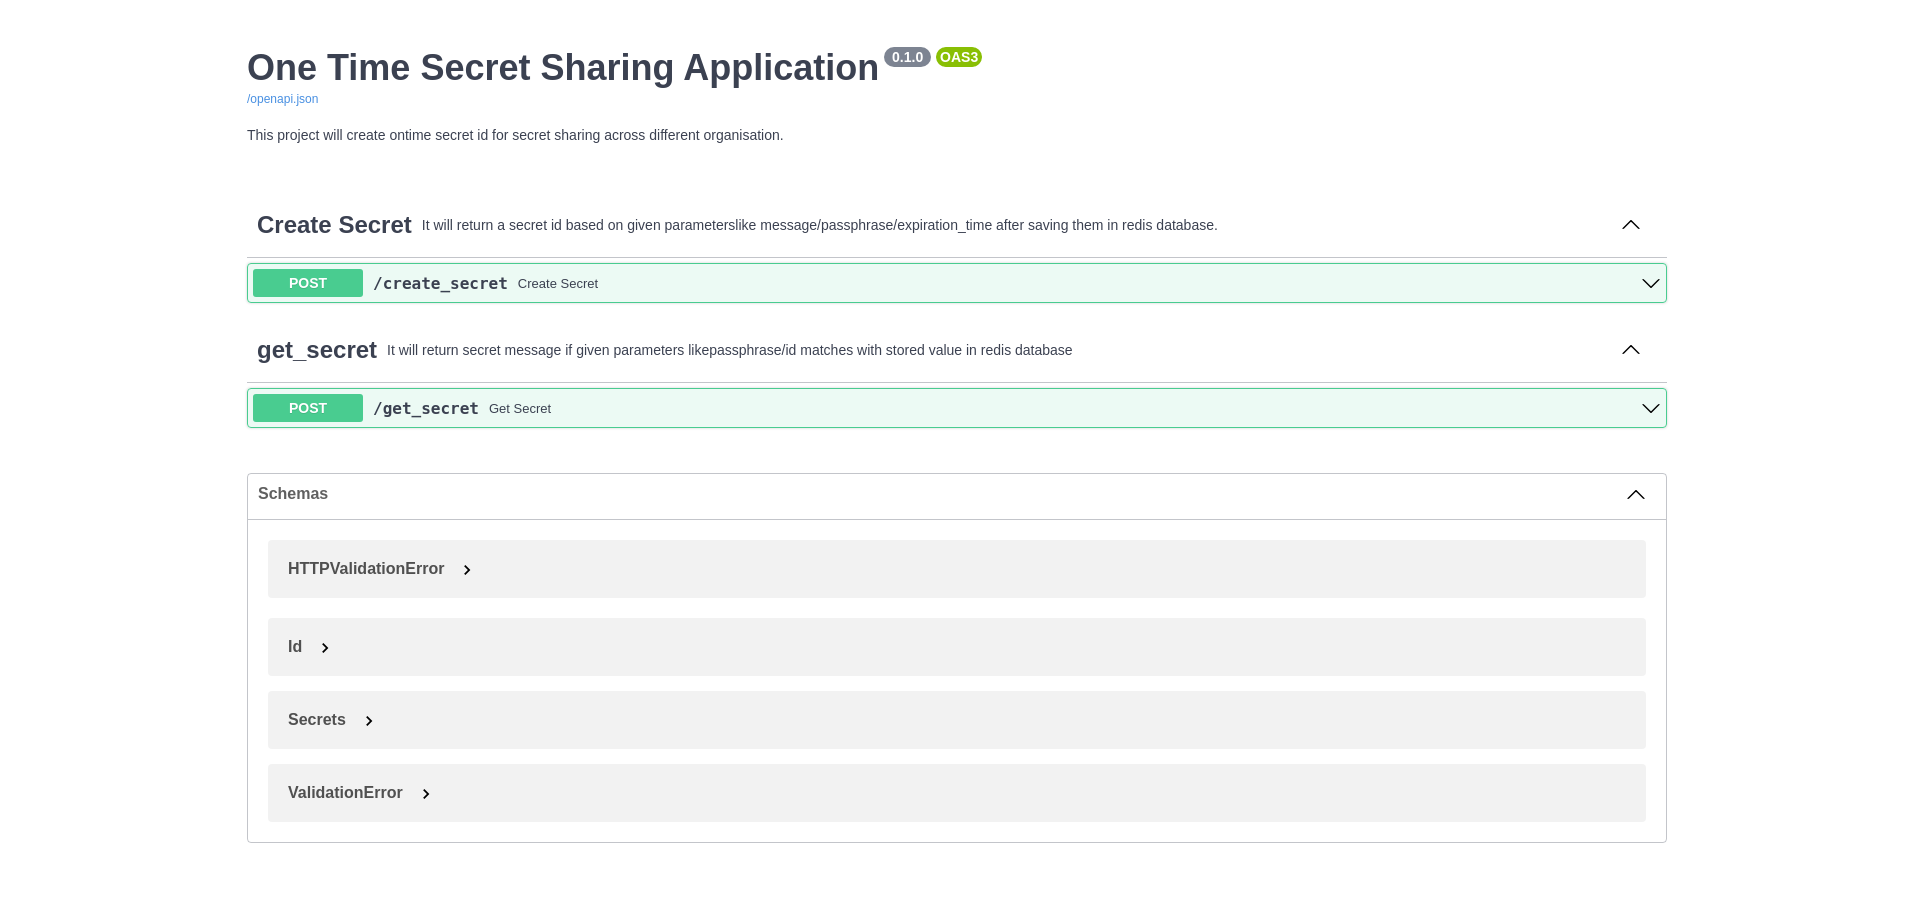 One Time Secret Sharing Application 0.1.0 OAS3
/openapi.json
This project will create ontime secret id for secret sharing across different organisation.
Create Secret It will return a secret id based on given parameterslike message/passphrase/expiration_time after saving them in redis database.
POST /create_secret Create Secret
get_secret It will return secret message if given parameters likepassphrase/id matches with stored value in redis database
POST /get_secret Get Secret
Schemas
HTTPValidationError
Id
Secrets
ValidationError